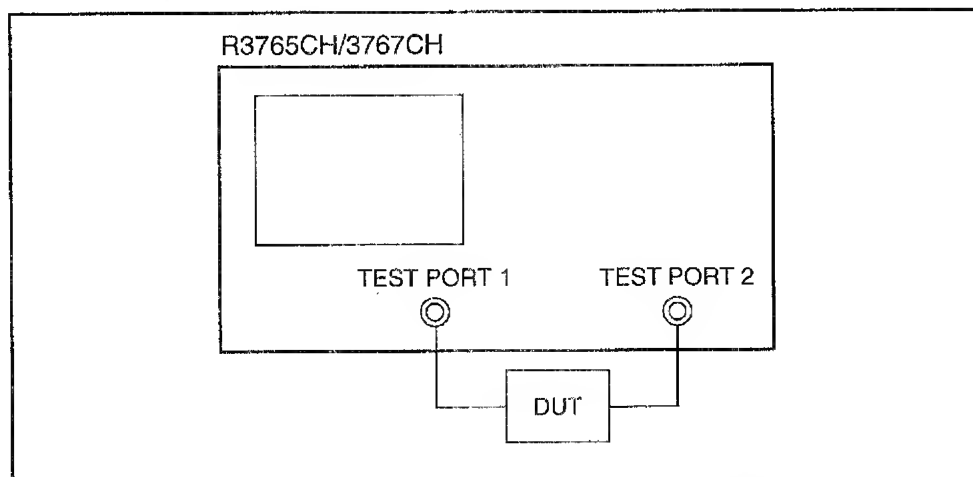 R3765CH/3767CH
TEST PORT 1
TEST PORT 2
DUT